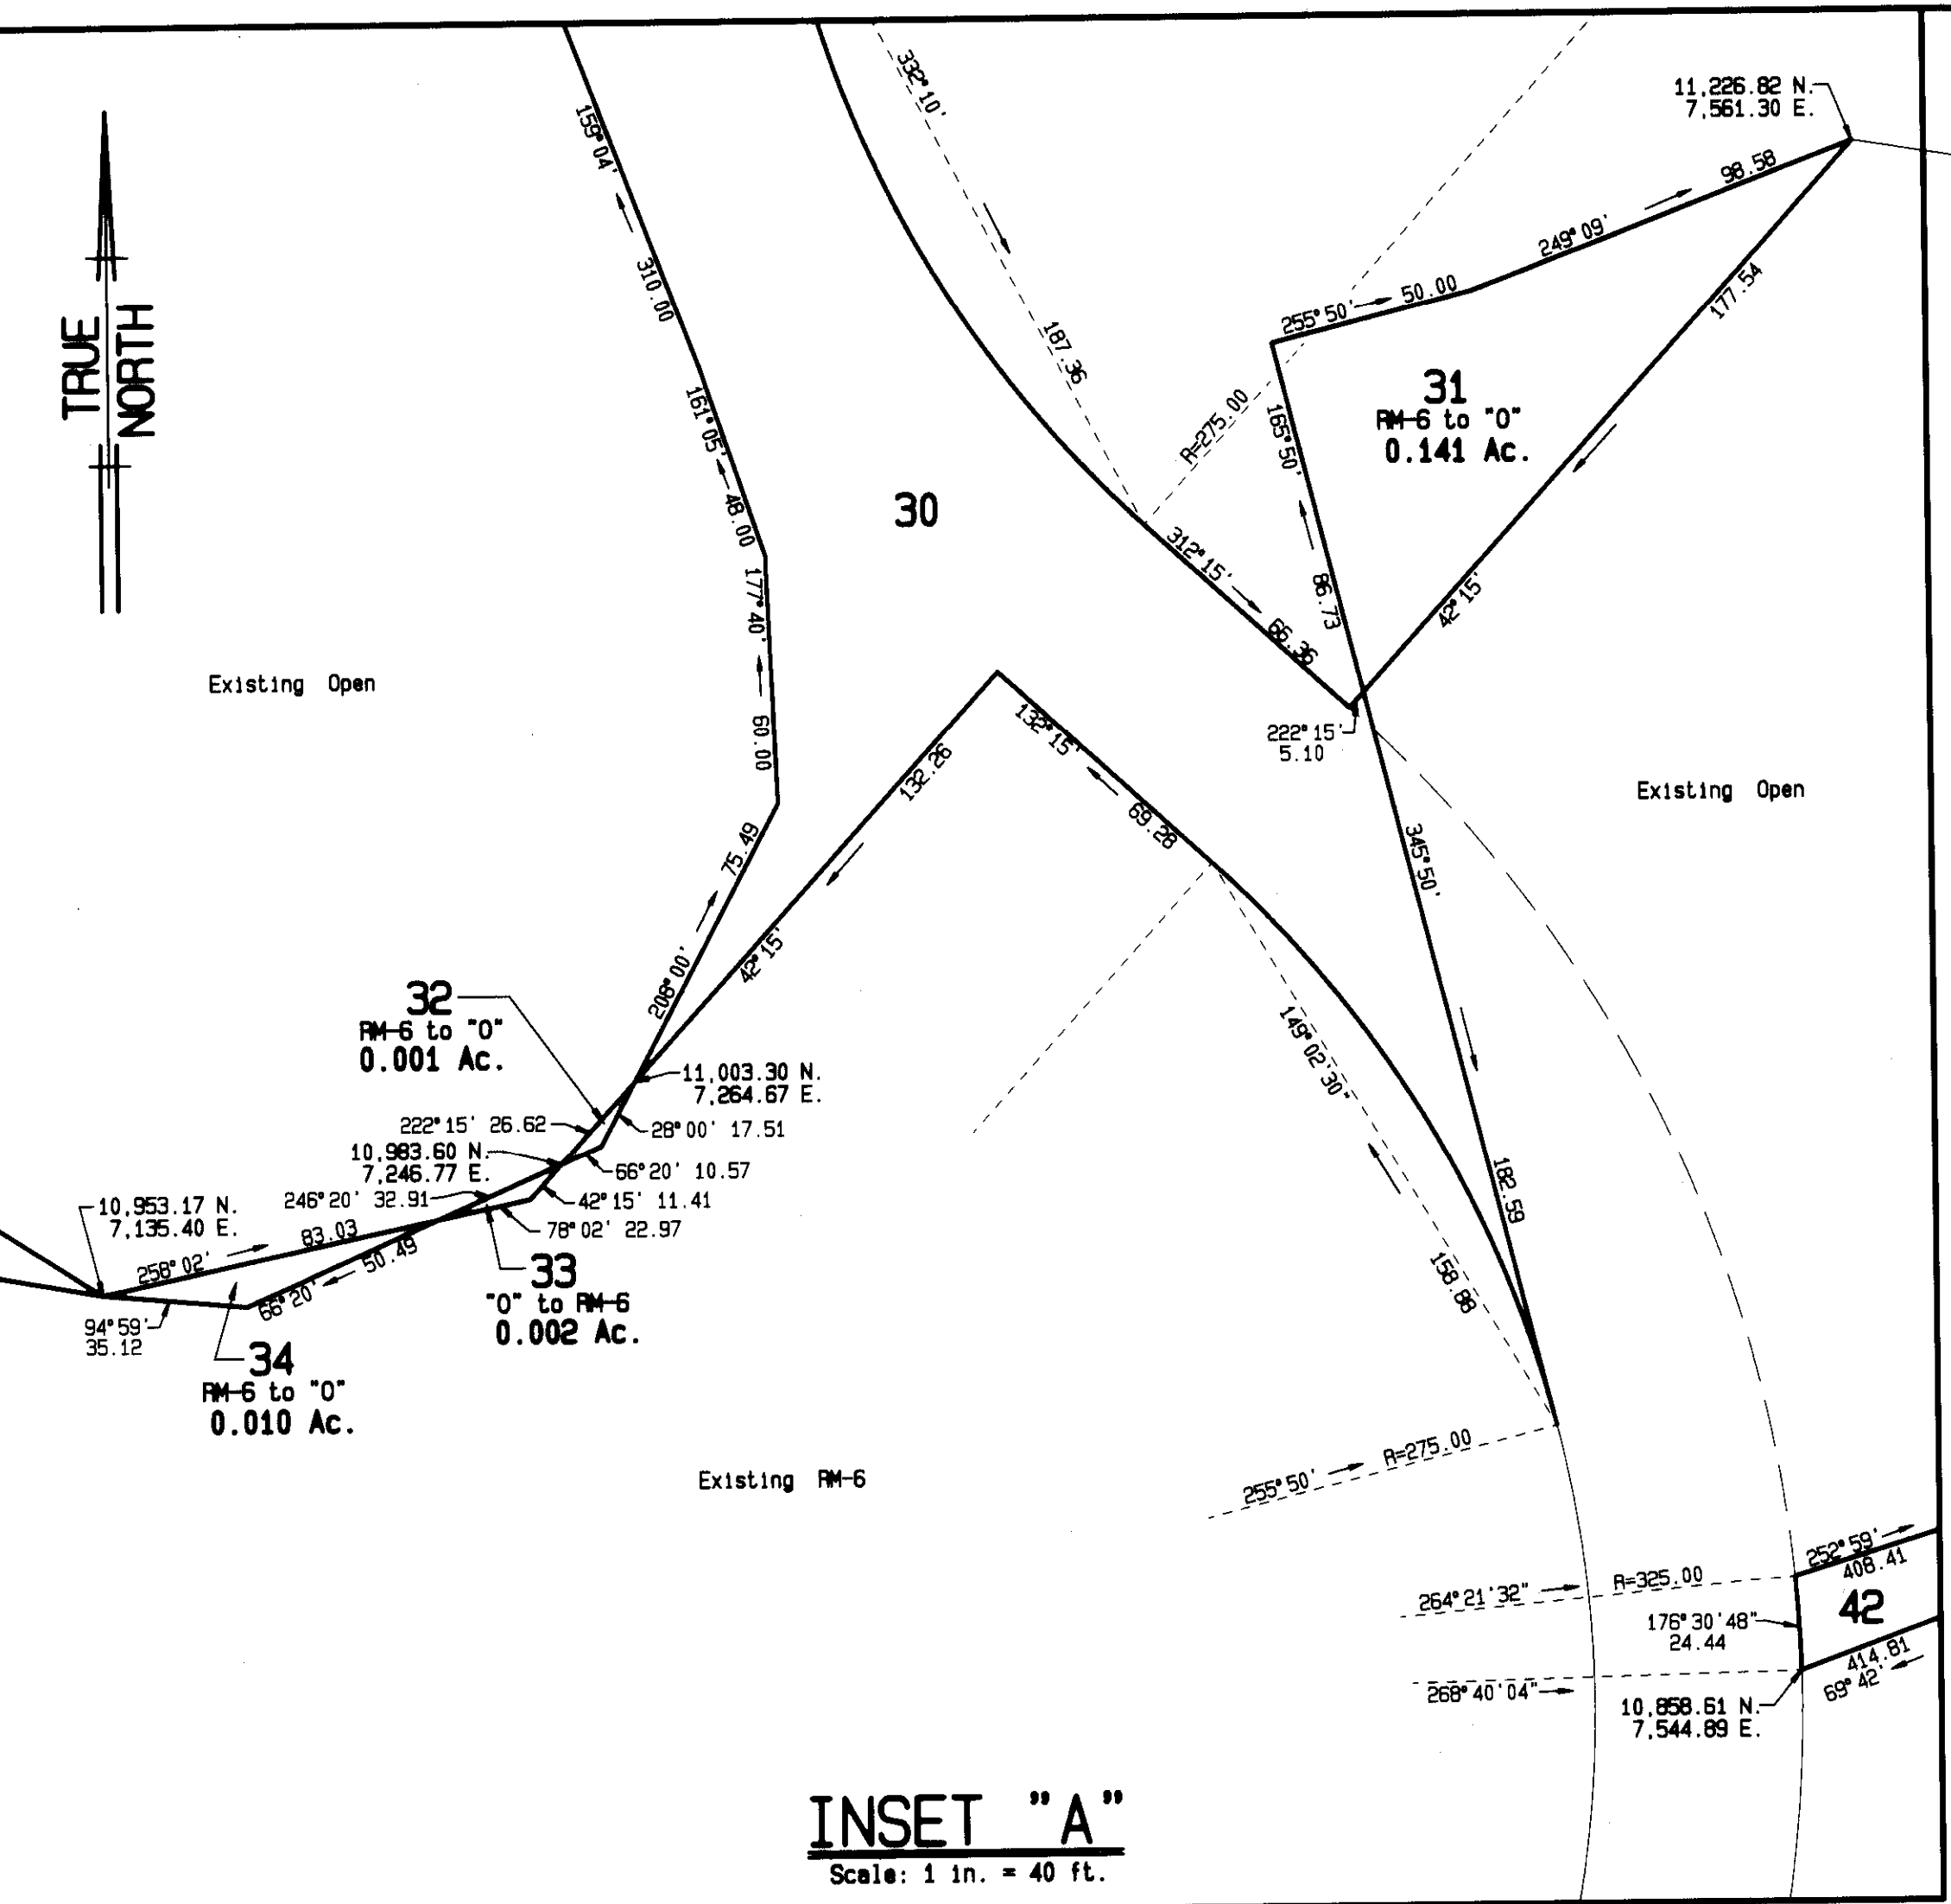 TRUE
NORTH
332°10'
187.36
11,226.82 N.
7,561.30 E.
98.58
249°09'
177.54
42°15'
255°50' 50.00
R=275.00
31
RM-6 to "O"
0.141 Ac.
165°50'
86.73
159°04'
310.00
161°05'
48.00
177°40'
60.00
30
312°15'
66.36
222°15'
5.10
Existing Open
Existing Open
132°15'
69.28
132.26
42°15'
75.49
208°00'
345°50'
182.59
149°02'30"
158.88
32
RM-6 to "O"
0.001 Ac.
11,003.30 N.
7,264.67 E.
222°15' 26.62
28°00' 17.51
10,983.60 N.
7,246.77 E.
66°20' 10.57
246°20' 32.91
42°15' 11.41
78°02' 22.97
10,953.17 N.
7,135.40 E.
258°02' 83.03
66°20' 50.49
94°59'
35.12
33
"O" to RM-6
0.002 Ac.
34
RM-6 to "O"
0.010 Ac.
Existing RM-6
255°50' R=275.00
252°59'
408.41
264°21'32" R=325.00
42
176°30'48"
24.44
414.81
69°42'
268°40'04"
10,858.61 N.
7,544.89 E.
INSET "A"
Scale: 1 in. = 40 ft.